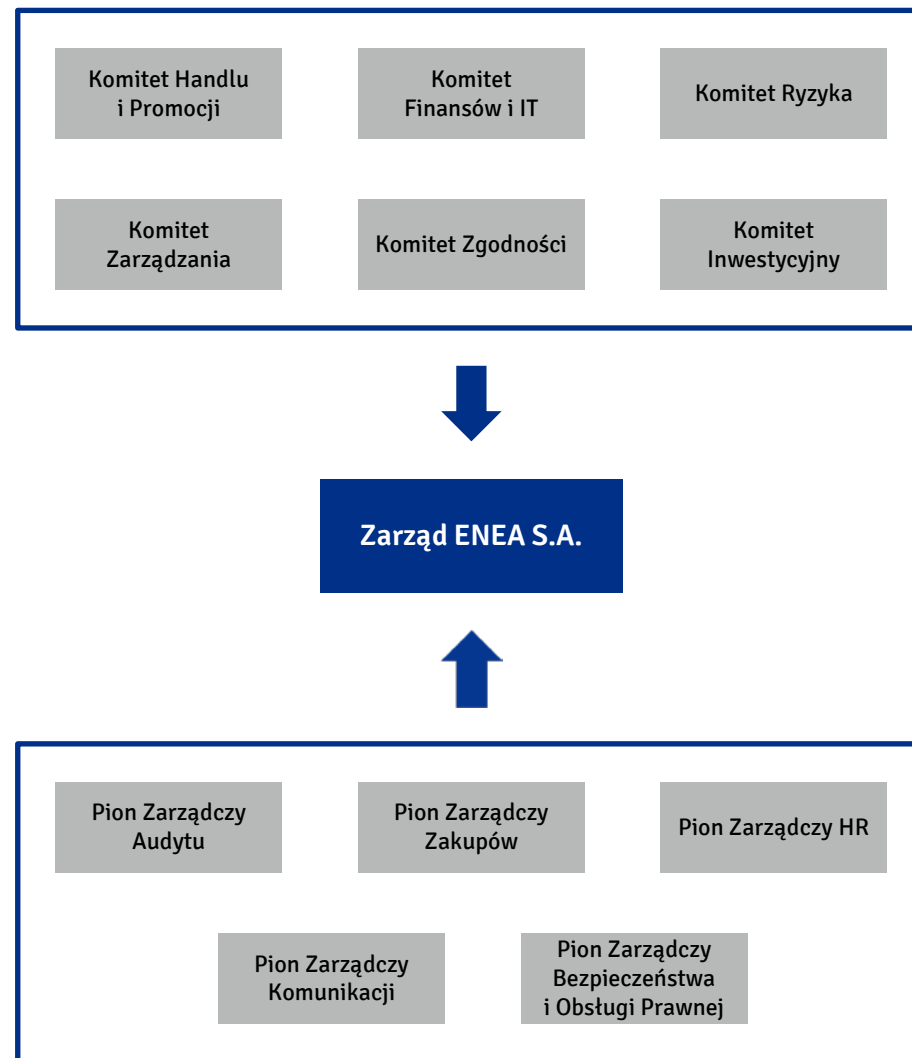 Komitet Handlu
i Promocji
Komitet
Finansów i IT
Komitet Ryzyka
Komitet
Zarządzania
Komitet Zgodności
Komitet
Inwestycyjny
Zarząd ENEA S.A.
Pion Zarządczy
Audytu
Pion Zarządczy
Zakupów
Pion Zarządczy HR
Pion Zarządczy
Komunikacji
Pion Zarządczy
Bezpieczeństwa
i Obsługi Prawnej